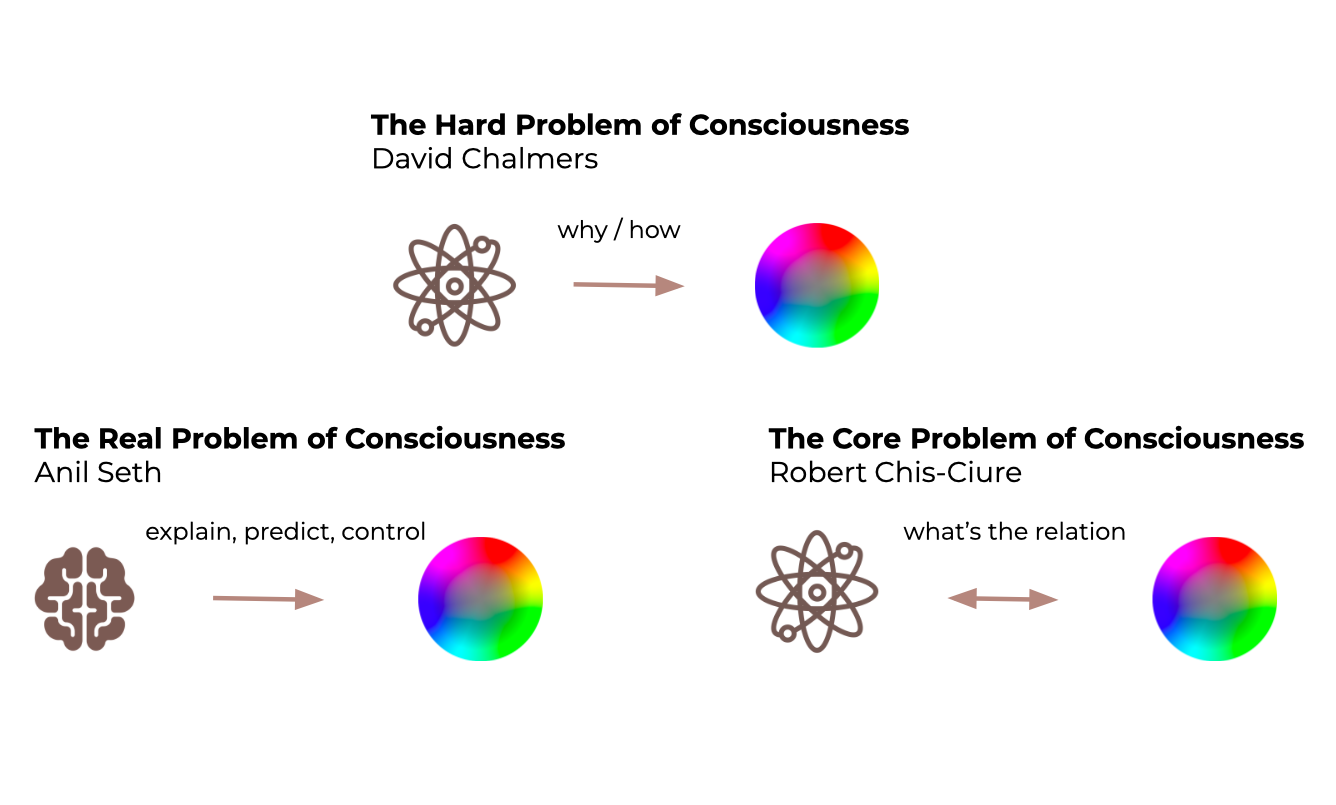 The Hard Problem of Consciousness
David Chalmers
why / how
The Real Problem of Consciousness
Anil Seth
explain, predict, control
The Core Problem of Consciousness
Robert Chis-Ciure
what's the relation